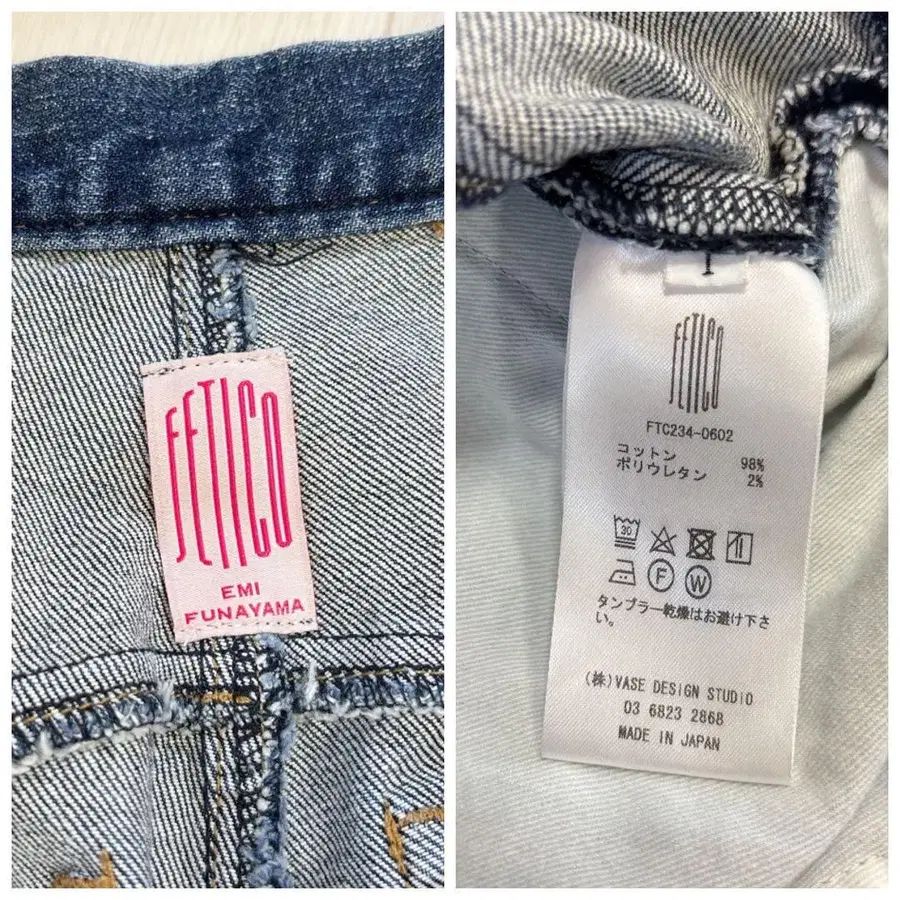 FETICO
EMI
FUNAYAMA
1
FETICO
FTC234-0602
コットン 98%
ポリウレタン 2%
30
F W
タンブラー乾燥はお避け下さ
い。
(株)VASE DESIGN STUDIO
03 6823 2868
MADE IN JAPAN